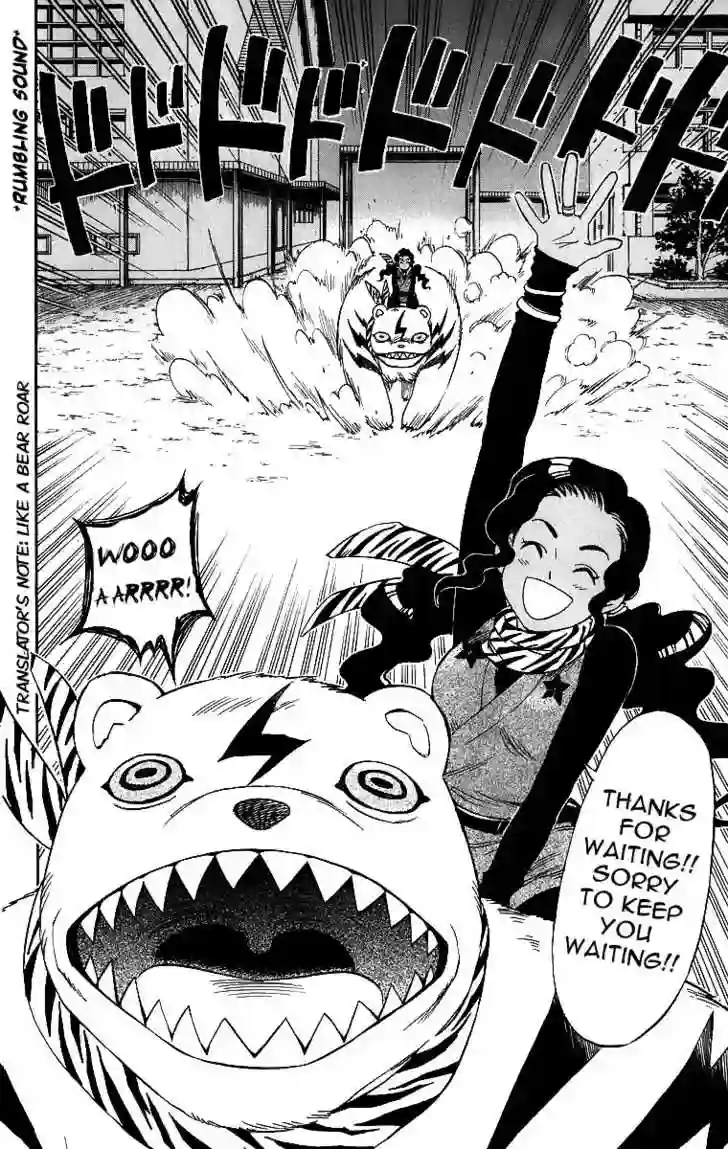 *RUMBLING SOUND*
ドドドドドドドド
TRANSLATOR'S NOTE: LIKE A BEAR ROAR
WOOO
AARRRR!
THANKS
FOR
WAITING!!
SORRY
TO KEEP
YOU
WAITING!!